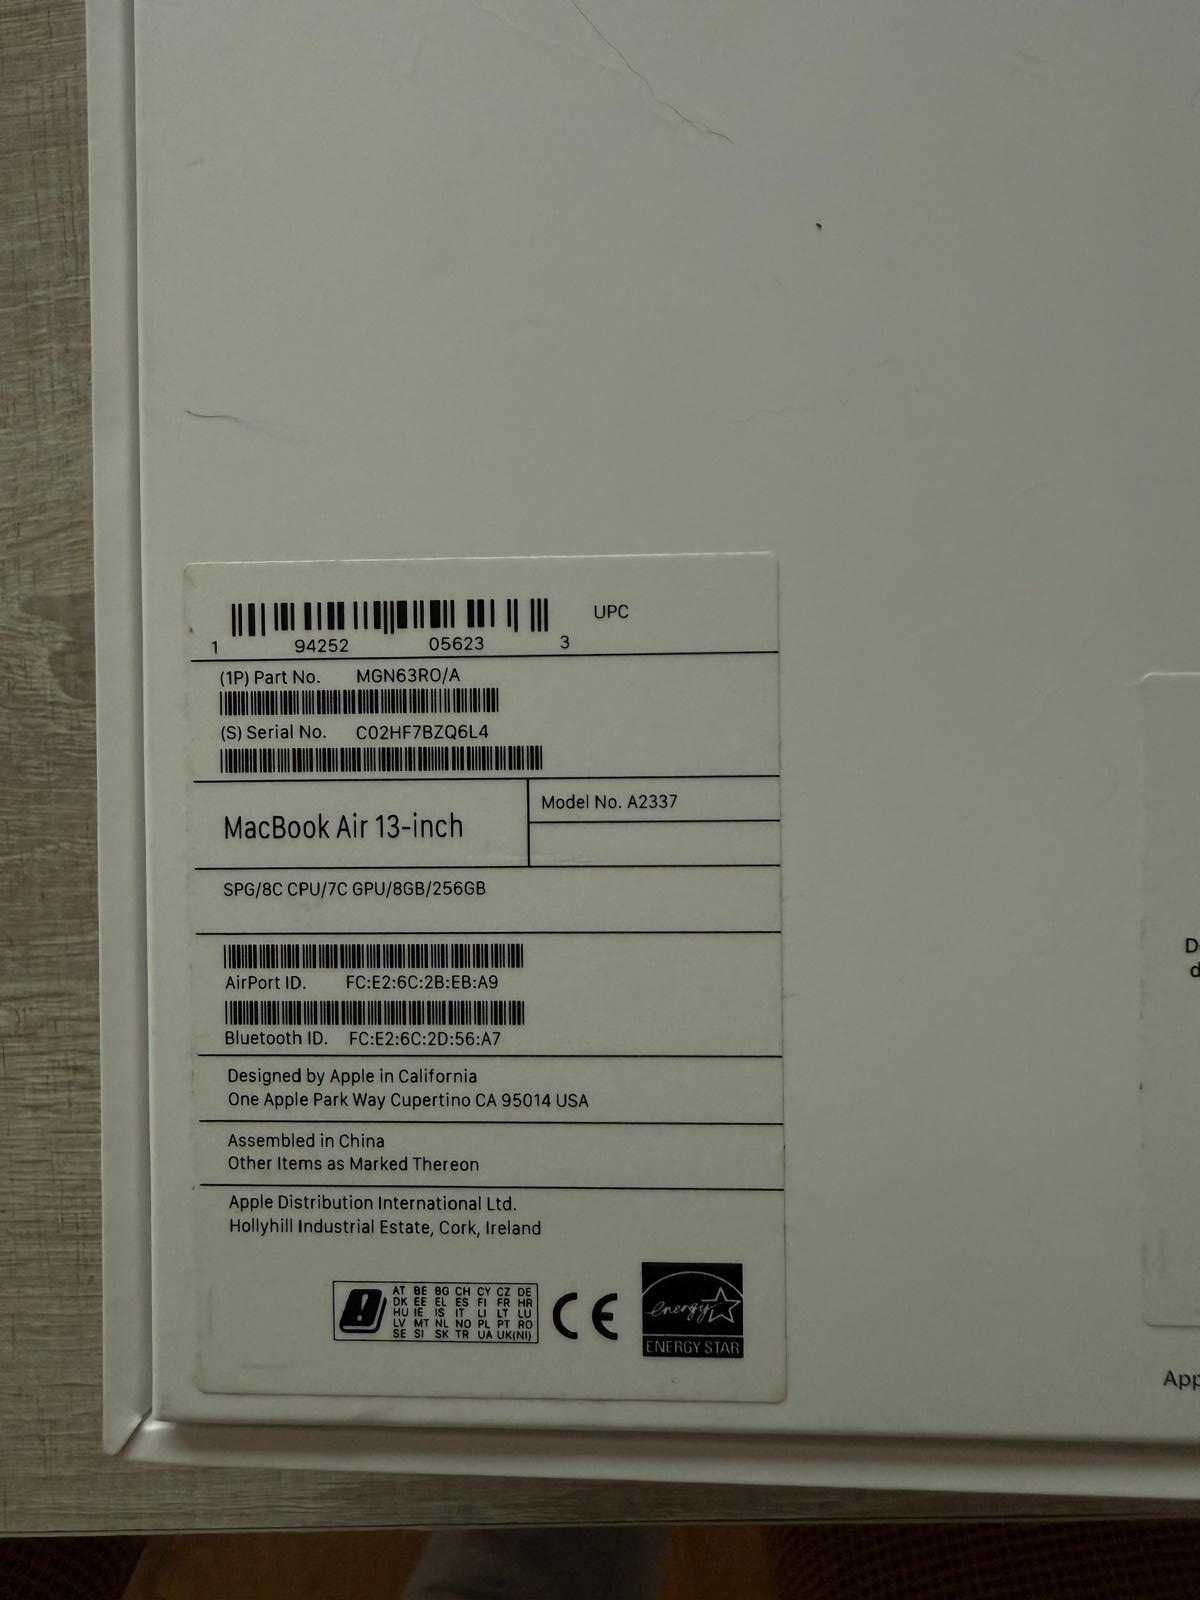 UPC
1 94252 05623 3
(1P) Part No. MGN63RO/A
(S) Serial No. C02HF7BZQ6L4
MacBook Air 13-inch
Model No. A2337
SPG/8C CPU/7C GPU/8GB/256GB
AirPort ID. FC:E2:6C:2B:EB:A9
Bluetooth ID. FC:E2:6C:2D:56:A7
Designed by Apple in California
One Apple Park Way Cupertino CA 95014 USA
Assembled in China
Other Items as Marked Thereon
Apple Distribution International Ltd.
Hollyhill Industrial Estate, Cork, Ireland
AT BE BG CH CY CZ DE
DK EE EL ES FI FR HR
HU IE IS IT LI LT LU
LV MT NL NO PL PT RO
SE SI SK TR UA UK(NI)
CE
energy
ENERGY STAR
App